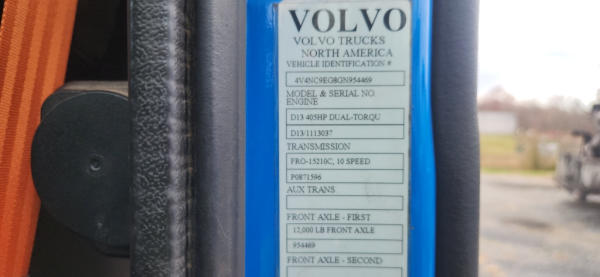 VOLVO
VOLVO TRUCKS
NORTH AMERICA
VEHICLE IDENTIFICATION #
4V4NC9EG8GN954469
MODEL & SERIAL NO.
ENGINE
D13 405HP DUAL-TORQU
D13/1113037
TRANSMISSION
FRO-15210C, 10 SPEED
P0871596
AUX TRANS
FRONT AXLE - FIRST
12,000 LB FRONT AXLE
954469
FRONT AXLE - SECOND